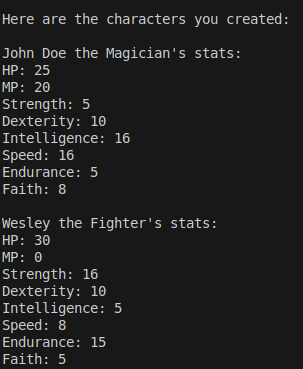 Here are the characters you created:
John Doe the Magician's stats:
HP: 25
MP: 20
Strength: 5
Dexterity: 10
Intelligence: 16
Speed: 16
Endurance: 5
Faith: 8
Wesley the Fighter's stats:
HP: 30
MP: 0
Strength: 16
Dexterity: 10
Intelligence: 5
Speed: 8
Endurance: 15
Faith: 5